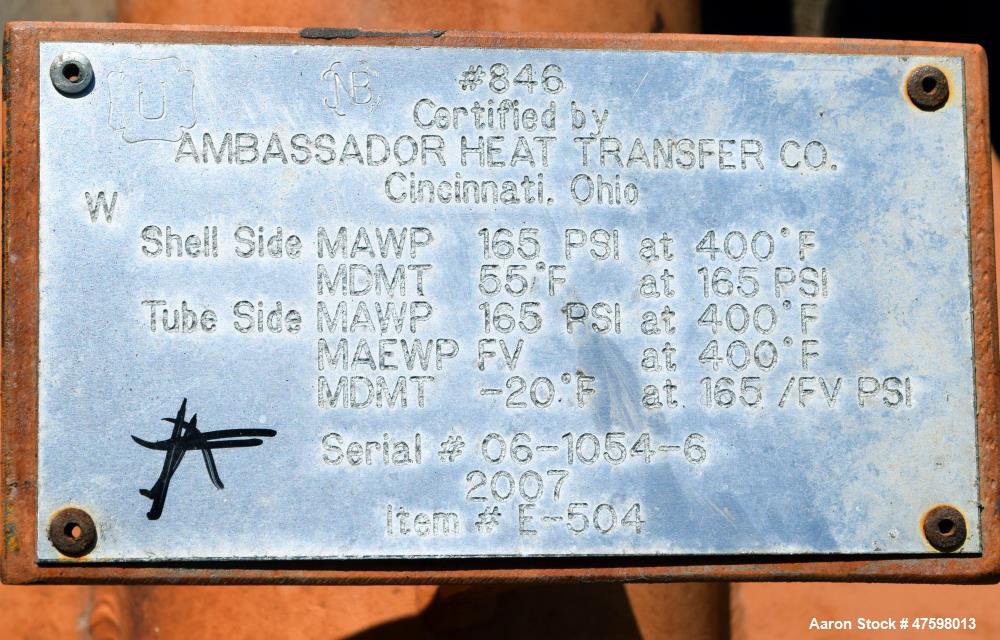 U NB #846
Certified by
AMBASSADOR HEAT TRANSFER CO.
Cincinnati, Ohio
W
Shell Side MAWP 165 PSI at 400°F
MDMT 55°F at 165 PSI
Tube Side MAWP 165 PSI at 400°F
MAEWP FV at 400°F
MDMT -20°F at 165 /FV PSI
Serial # 06-1054-6
2007
Item # E-504
Aaron Stock # 47598013